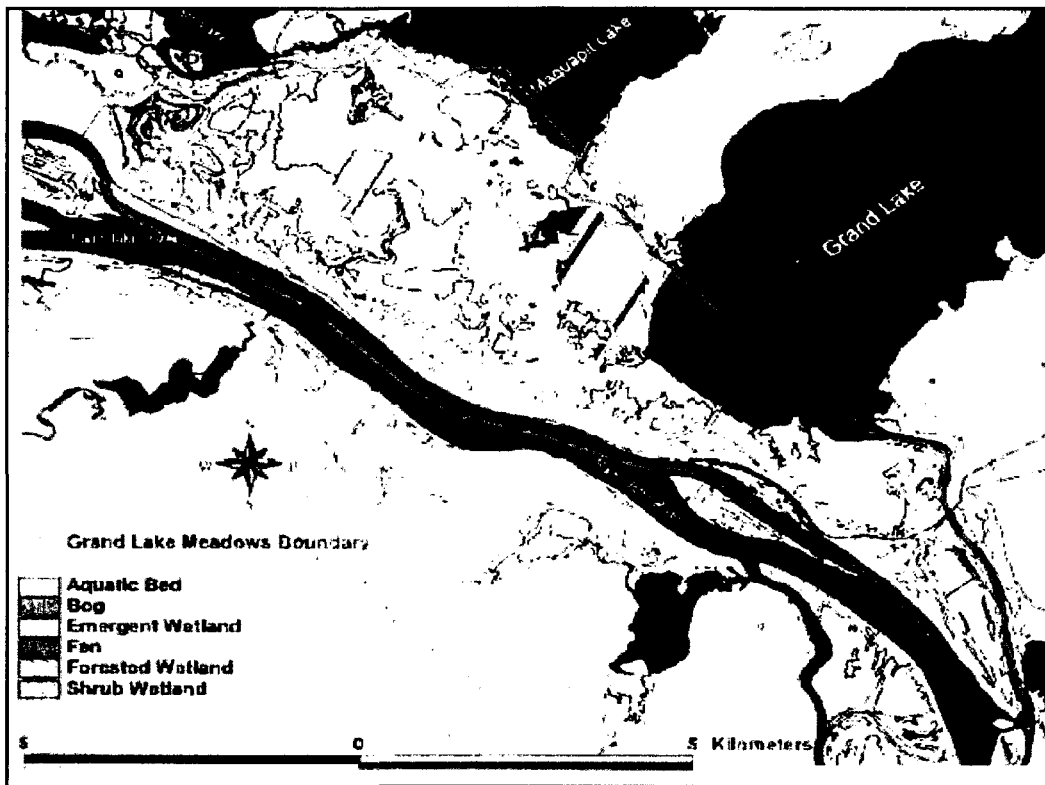 Maquapit Lake
Grand Lake
W
Grand Lake Meadows Boundary
Aquatic Bed
Bog
Emergent Wetland
Fen
Forested Wetland
Shrub Wetland
5 0 5 Kilometers